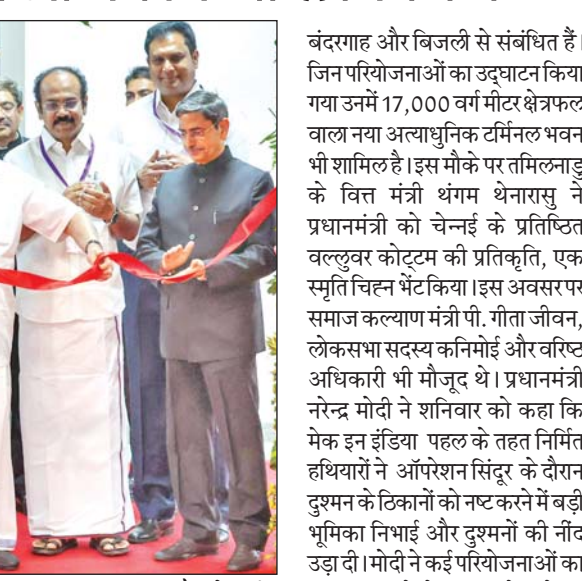 बंदरगाह और बिजली से संबंधित हैं।
जिन परियोजनाओं का उद्घाटन किया
गया उनमें 17,000 वर्ग मीटर क्षेत्रफल
वाला नया अत्याधुनिक टर्मिनल भवन
भी शामिल है। इस मौके पर तमिलनाडु
के वित्त मंत्री थंगम थेनारासु ने
प्रधानमंत्री को चेन्नई के प्रतिष्ठित
वल्लुवर कोट्टम की प्रतिकृति, एक
स्मृति चिह्न भेंट किया। इस अवसर पर
समाज कल्याण मंत्री पी. गीता जीवन,
लोकसभा सदस्य कनिमोई और वरिष्ठ
अधिकारी भी मौजूद थे। प्रधानमंत्री
नरेन्द्र मोदी ने शनिवार को कहा कि
मेक इन इंडिया पहल के तहत निर्मित
हथियारों ने ऑपरेशन सिंदूर के दौरान
दुश्मन के ठिकानों को नष्ट करने में बड़ी
भूमिका निभाई और दुश्मनों की नींद
उड़ा दी। मोदी ने कई परियोजनाओं का